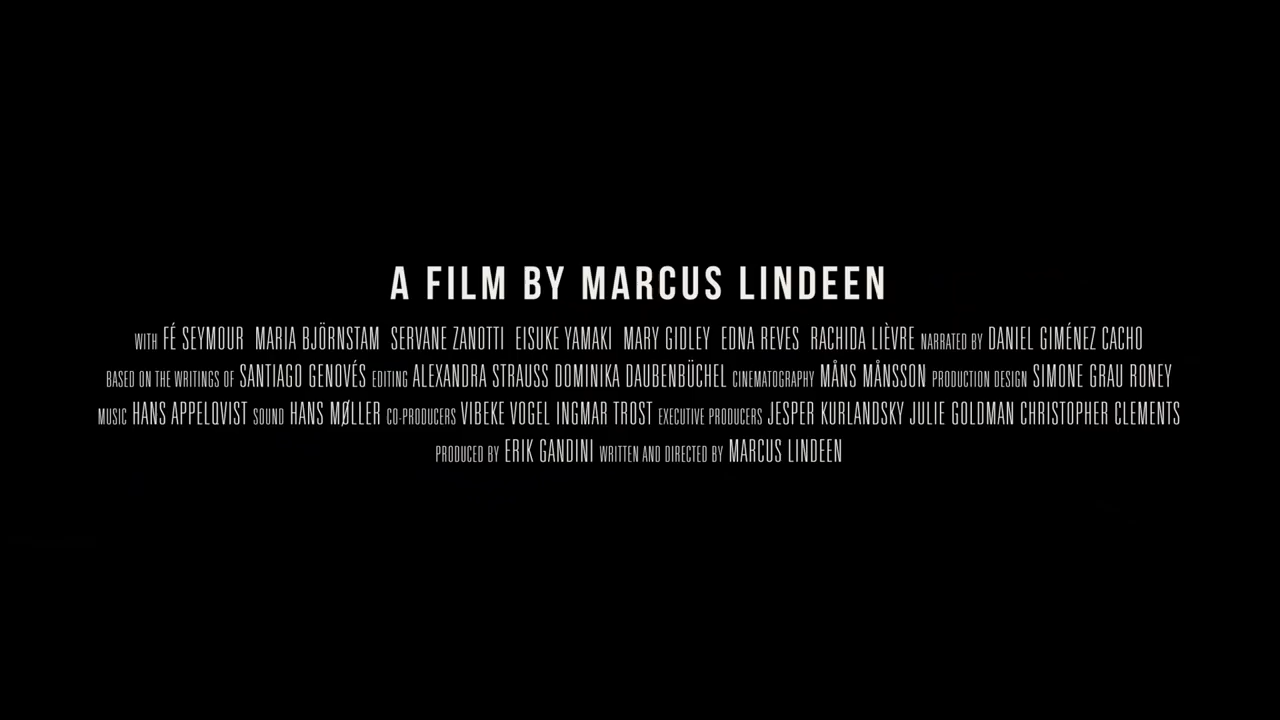 A FILM BY MARCUS LINDEEN
WITH FÉ SEYMOUR MARIA BJÖRNSTAM SERVANE ZANOTTI EISUKE YAMAKI MARY GIDLEY EDNA REVES RACHIDA LIÈVRE NARRATED BY DANIEL GIMÉNEZ CACHO
BASED ON THE WRITINGS OF SANTIAGO GENOVÉS EDITING ALEXANDRA STRAUSS DOMINIKA DAUBENBÜCHEL CINEMATOGRAPHY MÅNS MÅNSSON PRODUCTION DESIGN SIMONE GRAU RONEY
MUSIC HANS APPELQVIST SOUND HANS MØLLER CO-PRODUCERS VIBEKE VOGEL INGMAR TROST EXECUTIVE PRODUCERS JESPER KURLANDSKY JULIE GOLDMAN CHRISTOPHER CLEMENTS
PRODUCED BY ERIK GANDINI WRITTEN AND DIRECTED BY MARCUS LINDEEN